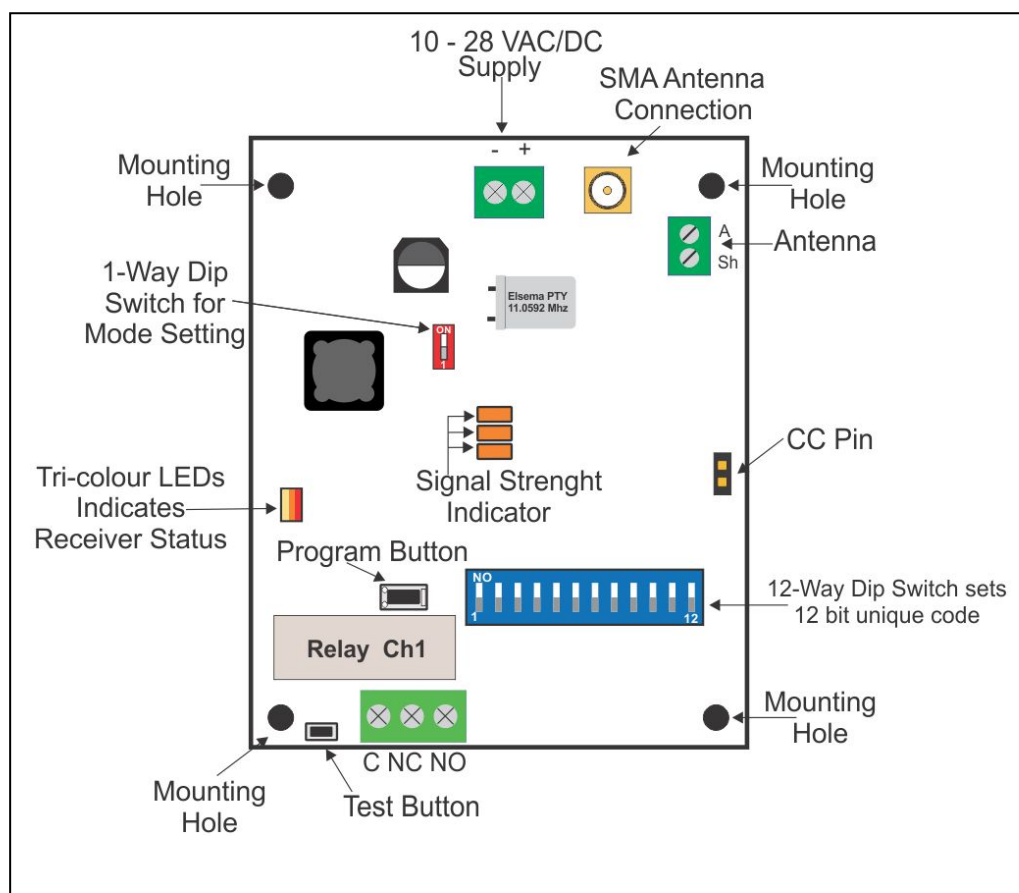 10 - 28 VAC/DC
Supply
SMA Antenna
Connection
- +
Mounting
Hole
Mounting
Hole
A
Sh
Antenna
1-Way Dip
Switch for
Mode Setting
Elsema PTY
11.0592 Mhz
ON
1
CC Pin
Tri-colour LEDs
Indicates
Receiver Status
Signal Strenght
Indicator
Program Button
NO
1
12
12-Way Dip Switch sets
12 bit unique code
Relay Ch1
Mounting
Hole
C NC NO
Mounting
Hole
Test Button